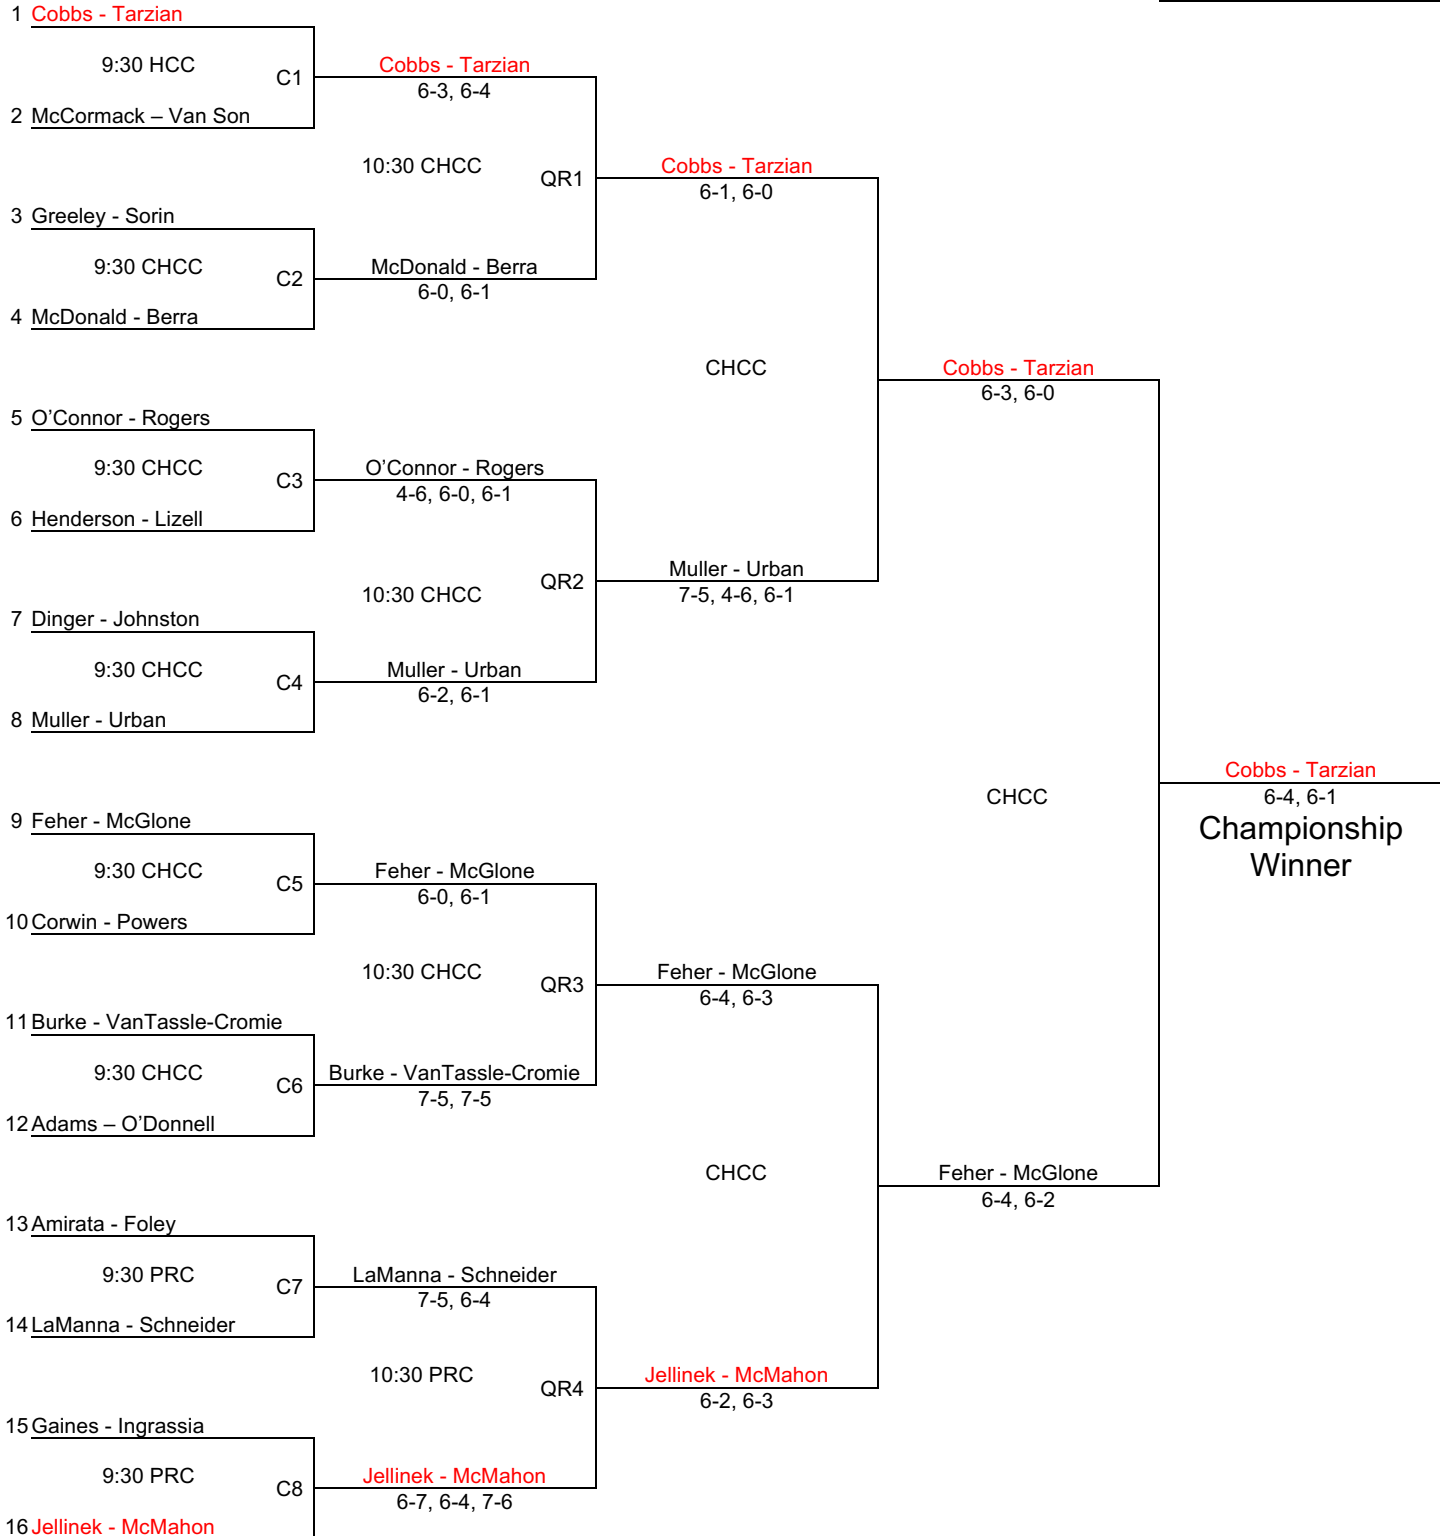 1 Cobbs - Tarzian
9:30 HCC
C1
Cobbs - Tarzian
6-3, 6-4
2 McCormack – Van Son
10:30 CHCC
QR1
Cobbs - Tarzian
6-1, 6-0
3 Greeley - Sorin
9:30 CHCC
C2
McDonald - Berra
6-0, 6-1
4 McDonald - Berra
CHCC
Cobbs - Tarzian
6-3, 6-0
5 O'Connor - Rogers
9:30 CHCC
C3
O'Connor - Rogers
4-6, 6-0, 6-1
6 Henderson - Lizell
10:30 CHCC
QR2
Muller - Urban
7-5, 4-6, 6-1
7 Dinger - Johnston
9:30 CHCC
C4
Muller - Urban
6-2, 6-1
8 Muller - Urban
CHCC
Cobbs - Tarzian
6-4, 6-1
Championship
Winner
9 Feher - McGlone
9:30 CHCC
C5
Feher - McGlone
6-0, 6-1
10 Corwin - Powers
10:30 CHCC
QR3
Feher - McGlone
6-4, 6-3
11 Burke - VanTassle-Cromie
9:30 CHCC
C6
Burke - VanTassle-Cromie
7-5, 7-5
12 Adams – O'Donnell
CHCC
Feher - McGlone
6-4, 6-2
13 Amirata - Foley
9:30 PRC
C7
LaManna - Schneider
7-5, 6-4
14 LaManna - Schneider
10:30 PRC
QR4
Jellinek - McMahon
6-2, 6-3
15 Gaines - Ingrassia
9:30 PRC
C8
Jellinek - McMahon
6-7, 6-4, 7-6
16 Jellinek - McMahon